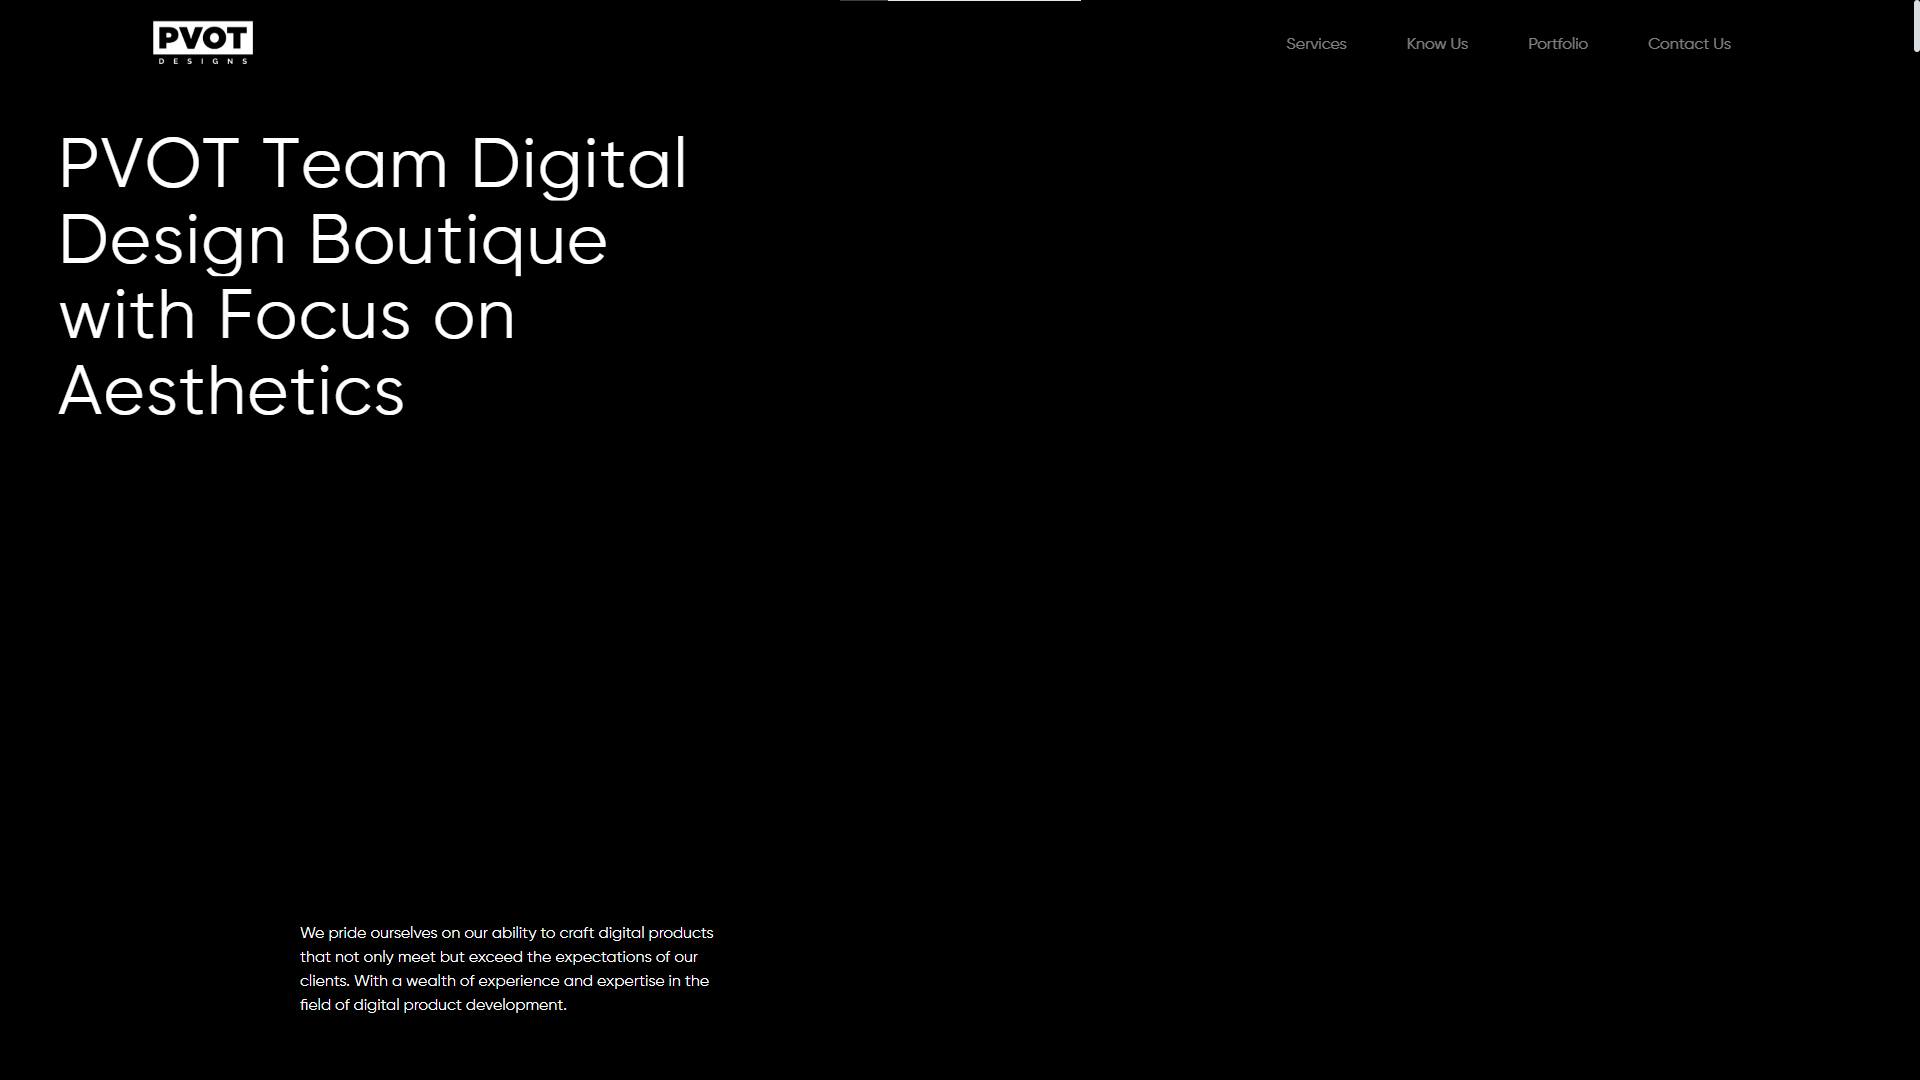 PVOT
DESIGNS
Services
Know Us
Portfolio
Contact Us
PVOT Team Digital
Design Boutique
with Focus on
Aesthetics
We pride ourselves on our ability to craft digital products
that not only meet but exceed the expectations of our
clients. With a wealth of experience and expertise in the
field of digital product development.